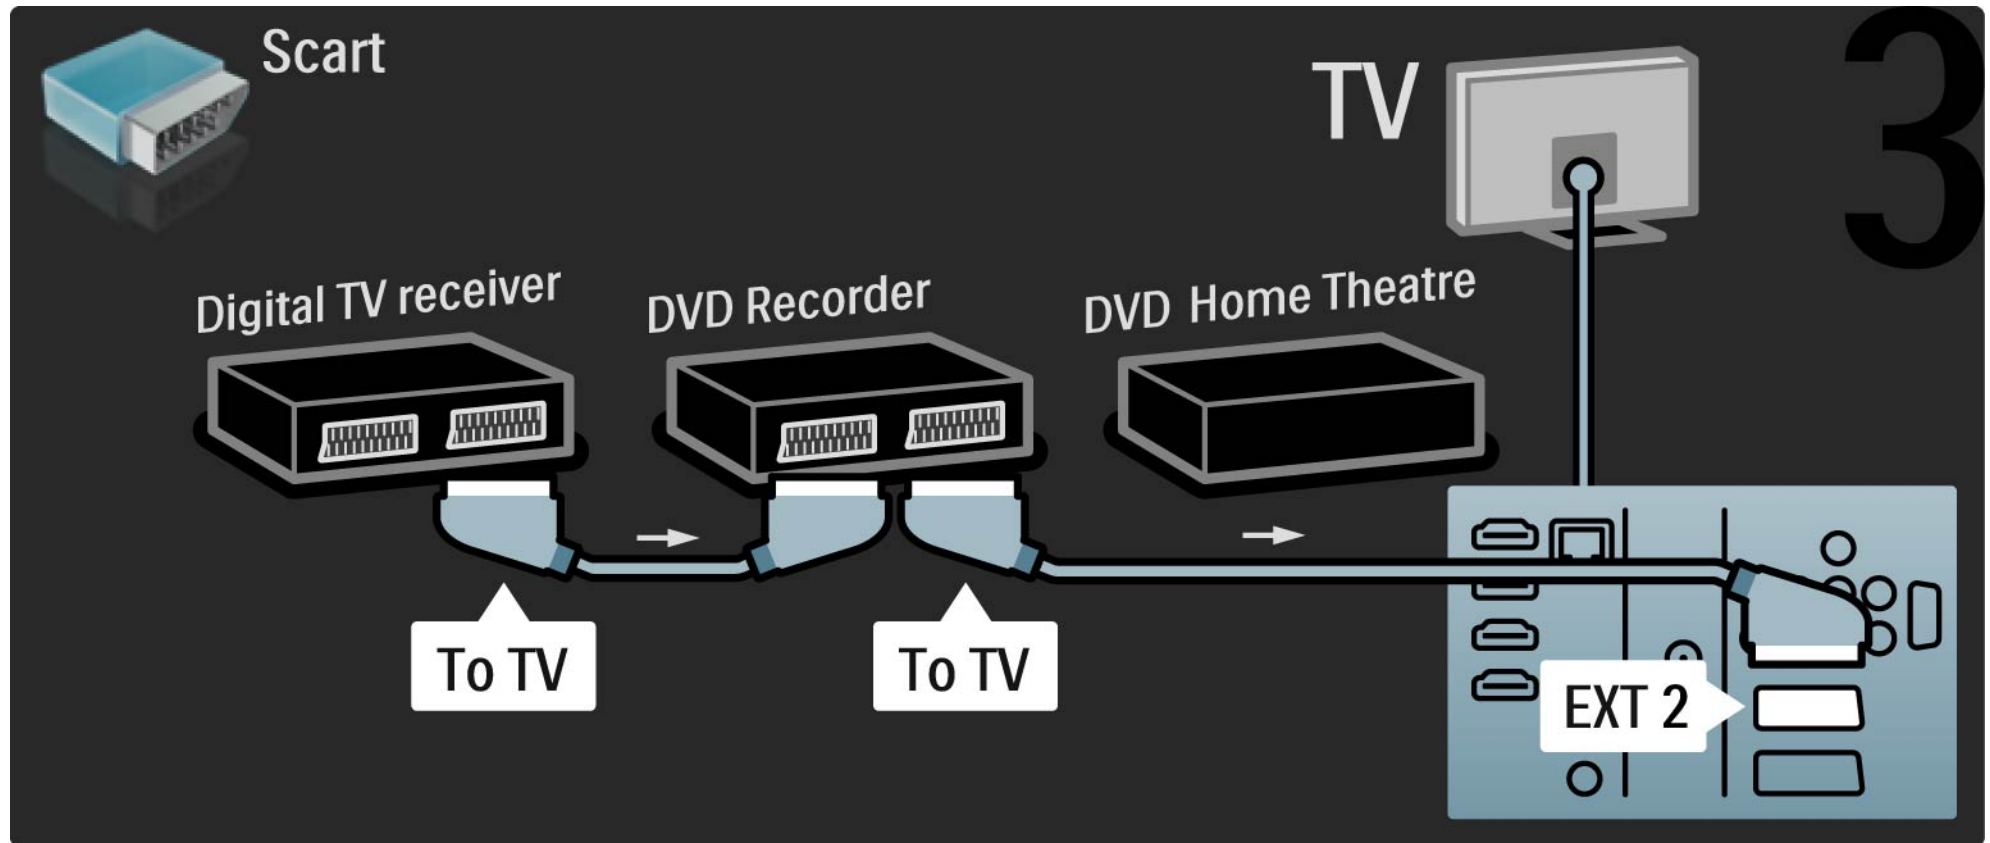 Scart
TV
3
Digital TV receiver
DVD Recorder
DVD Home Theatre
To TV
To TV
EXT 2